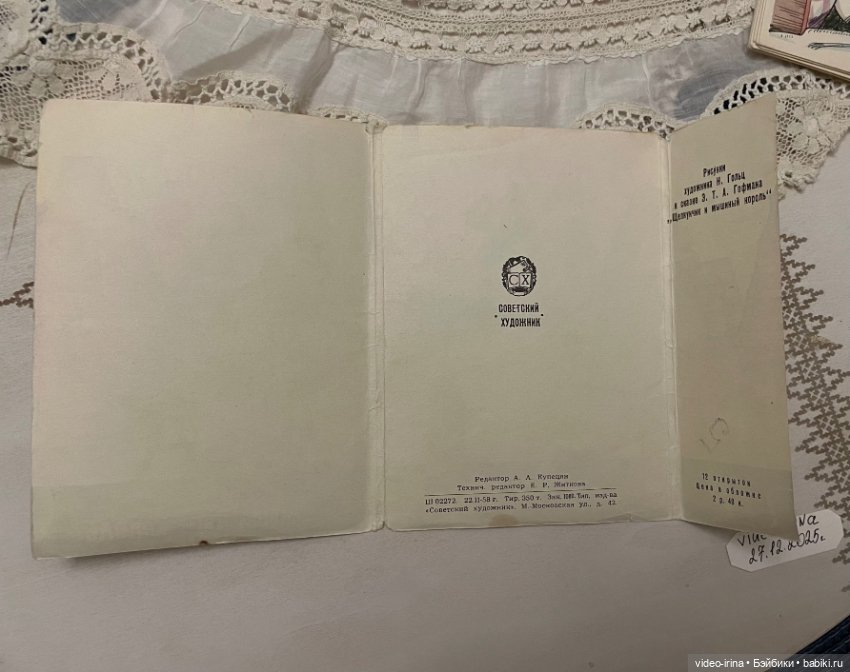 СХ
СОВЕТСКИЙ
"ХУДОЖНИК"
Редактор А. А. Купецян
Технич. редактор Е. Р. Житкова
Ш 02272. 22 II-58 г. Тир. 350 т. Зак. Тип. изд-ва
«Советский художник». М. Московская ул., д. 42.
Рисунки
художника Н. Гольц
к сказке Э. Т. А. Гофмана
„Щелкунчик и мышиный король"
12 открыток
Цена в обложке
2 р. 40 к.
27.12.2025г.
video-irina • Бэйбики • babiki.ru